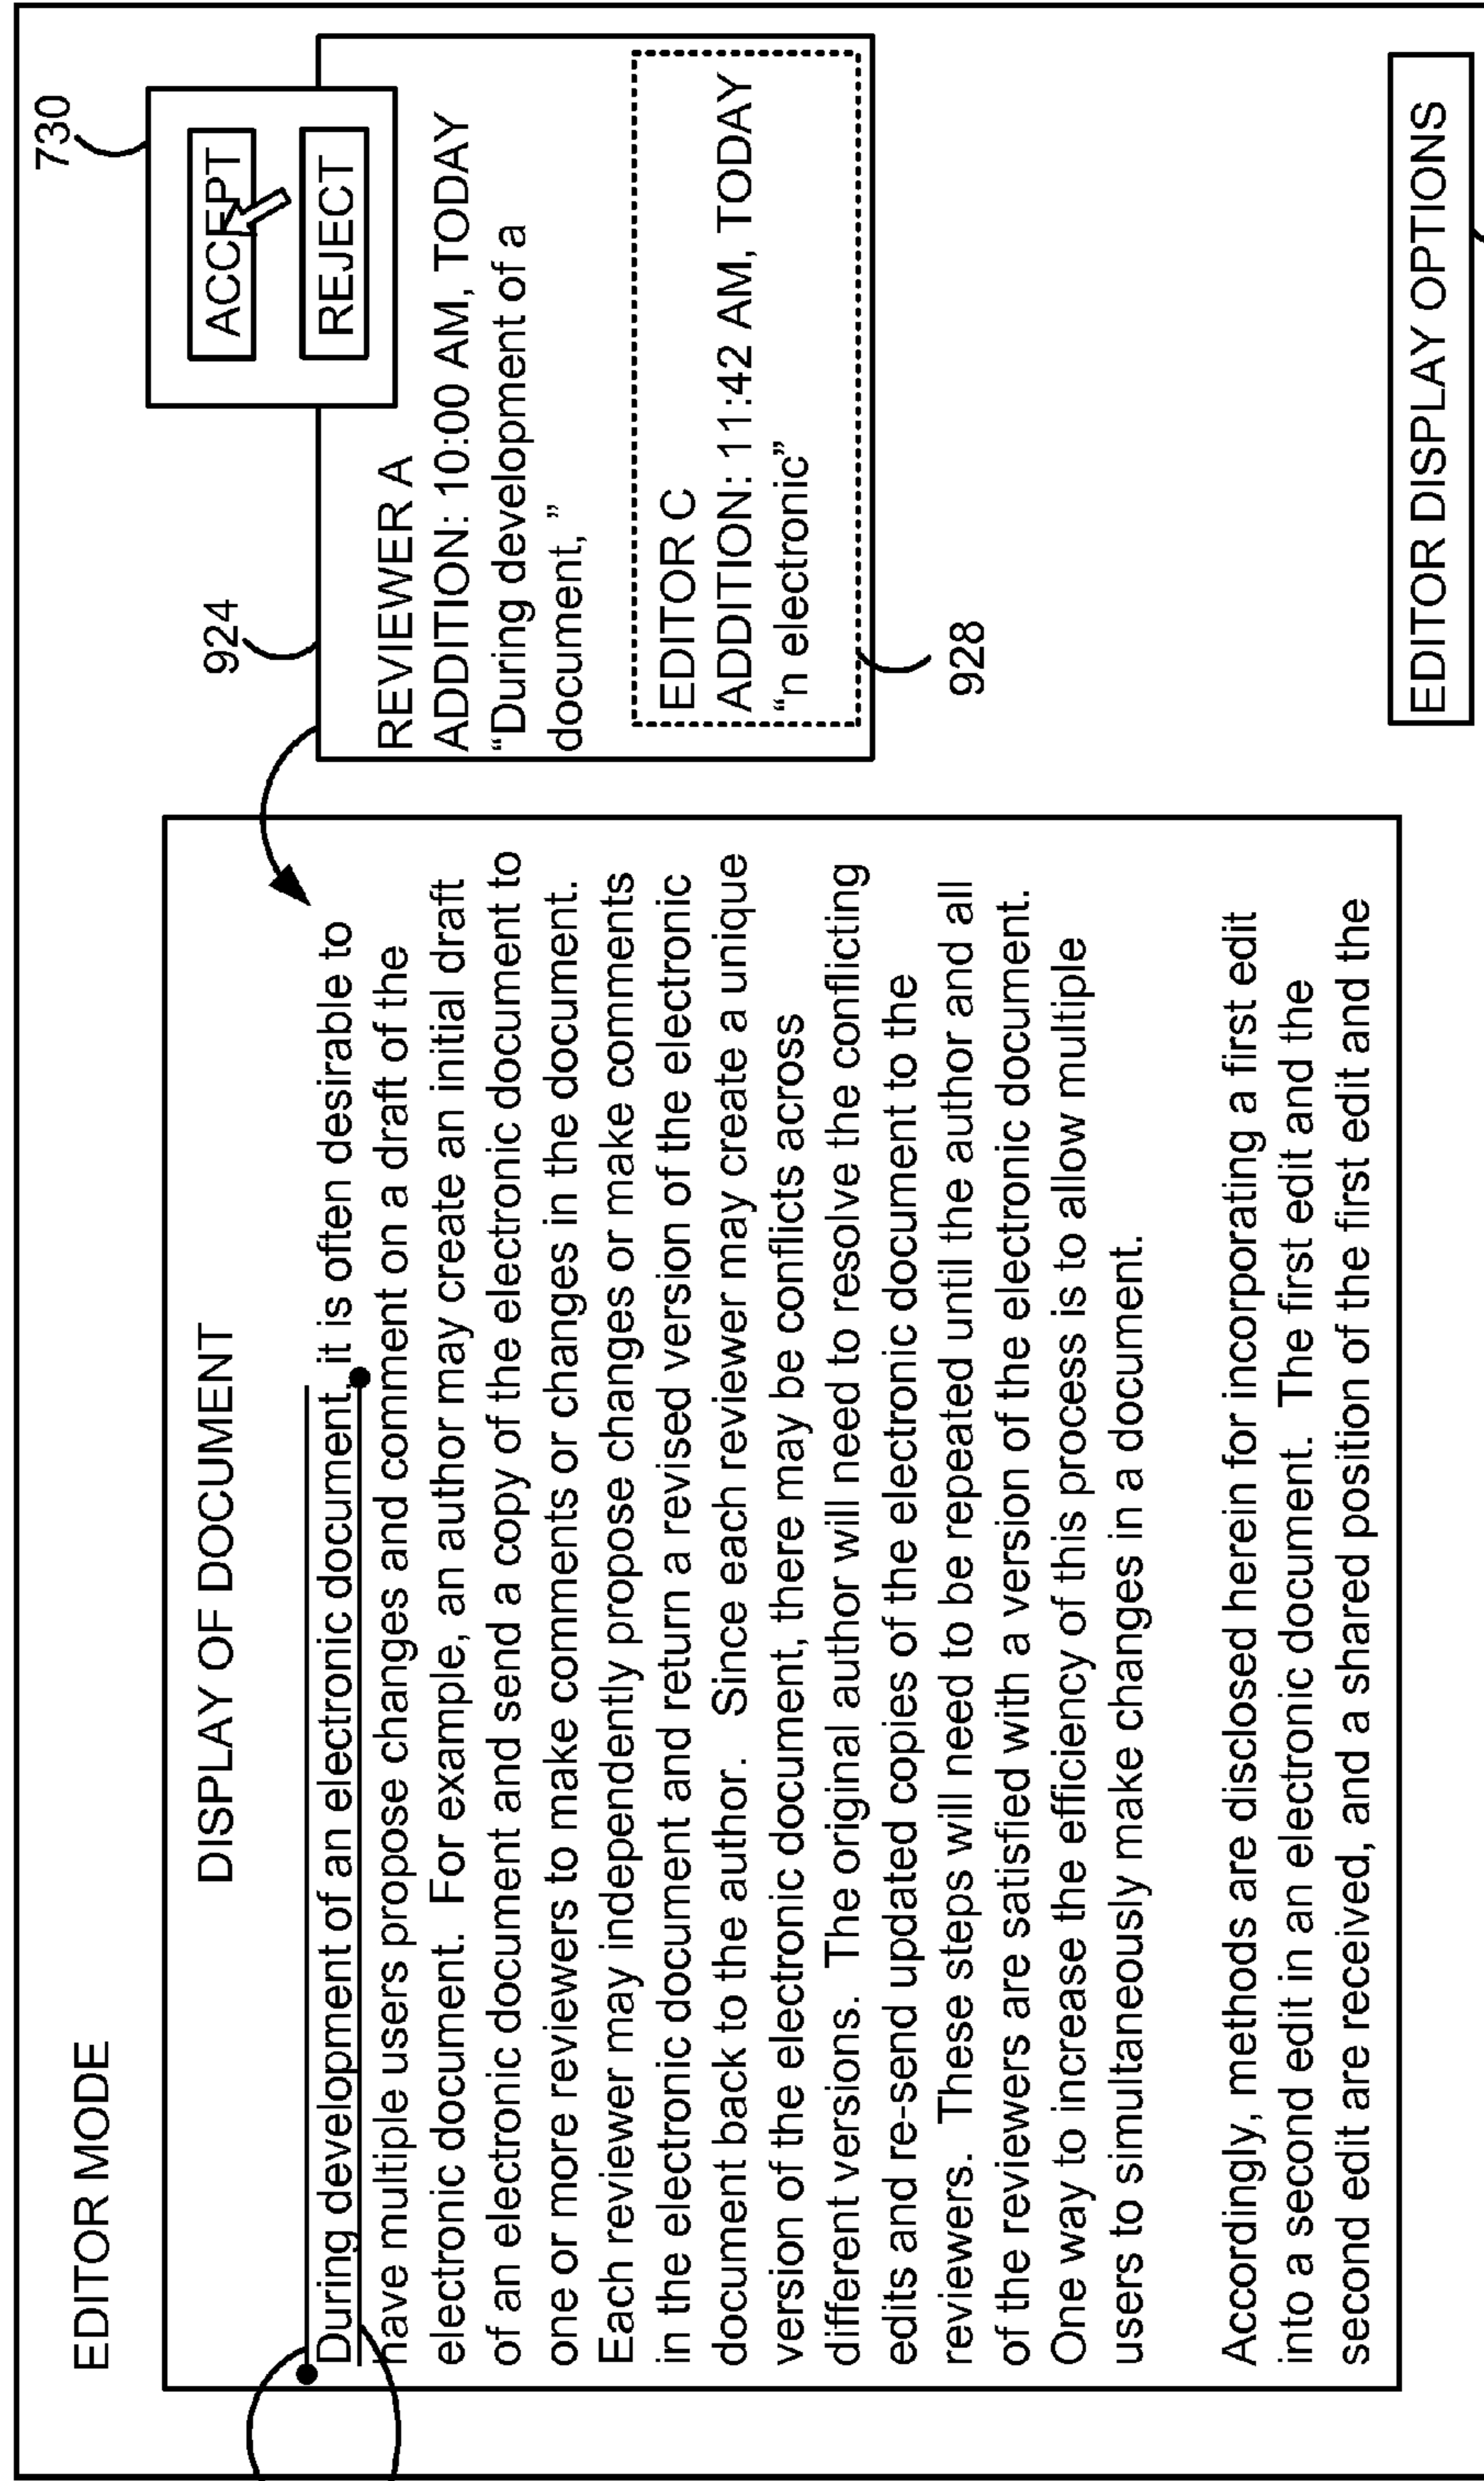 EDITOR MODE
DISPLAY OF DOCUMENT
During development of an electronic document, it is often desirable to
have multiple users propose changes and comment on a draft of the
electronic document.  For example, an author may create an initial draft
of an electronic document and send a copy of the electronic document to
one or more reviewers to make comments or changes in the document.
Each reviewer may independently propose changes or make comments
in the electronic document and return a revised version of the electronic
document back to the author.  Since each reviewer may create a unique
version of the electronic document, there may be conflicts across
different versions.  The original author will need to resolve the conflicting
edits and re-send updated copies of the electronic document to the
reviewers.  These steps will need to be repeated until the author and all
of the reviewers are satisfied with a version of the electronic document.
One way to increase the efficiency of this process is to allow multiple
users to simultaneously make changes in a document.
Accordingly, methods are disclosed herein for incorporating a first edit
into a second edit in an electronic document.  The first edit and the
second edit are received, and a shared position of the first edit and the
730
ACCEPT
REJECT
924
REVIEWER A
ADDITION: 10:00 AM, TODAY
“During development of a
document, ”
EDITOR C
ADDITION: 11:42 AM, TODAY
“n electronic”
928
EDITOR DISPLAY OPTIONS